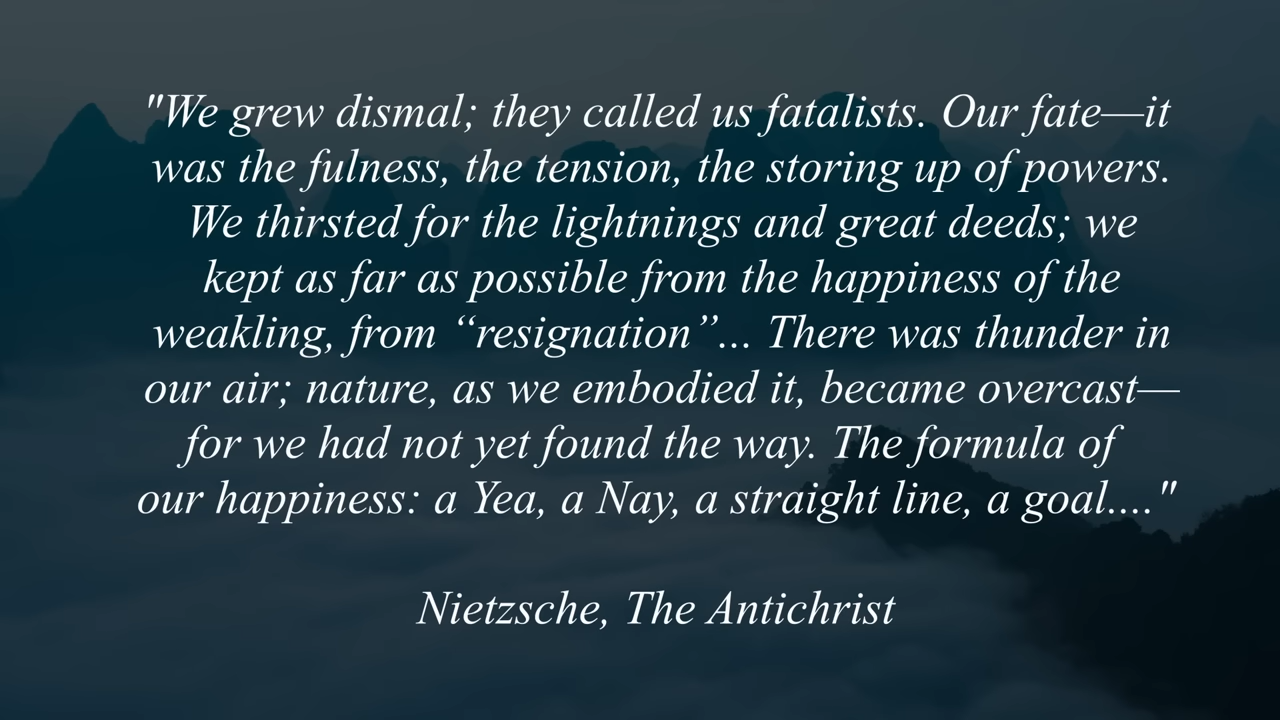 "We grew dismal; they called us fatalists. Our fate—it
was the fulness, the tension, the storing up of powers.
We thirsted for the lightnings and great deeds; we
kept as far as possible from the happiness of the
weakling, from “resignation”... There was thunder in
our air; nature, as we embodied it, became overcast—
for we had not yet found the way. The formula of
our happiness: a Yea, a Nay, a straight line, a goal...."
Nietzsche, The Antichrist